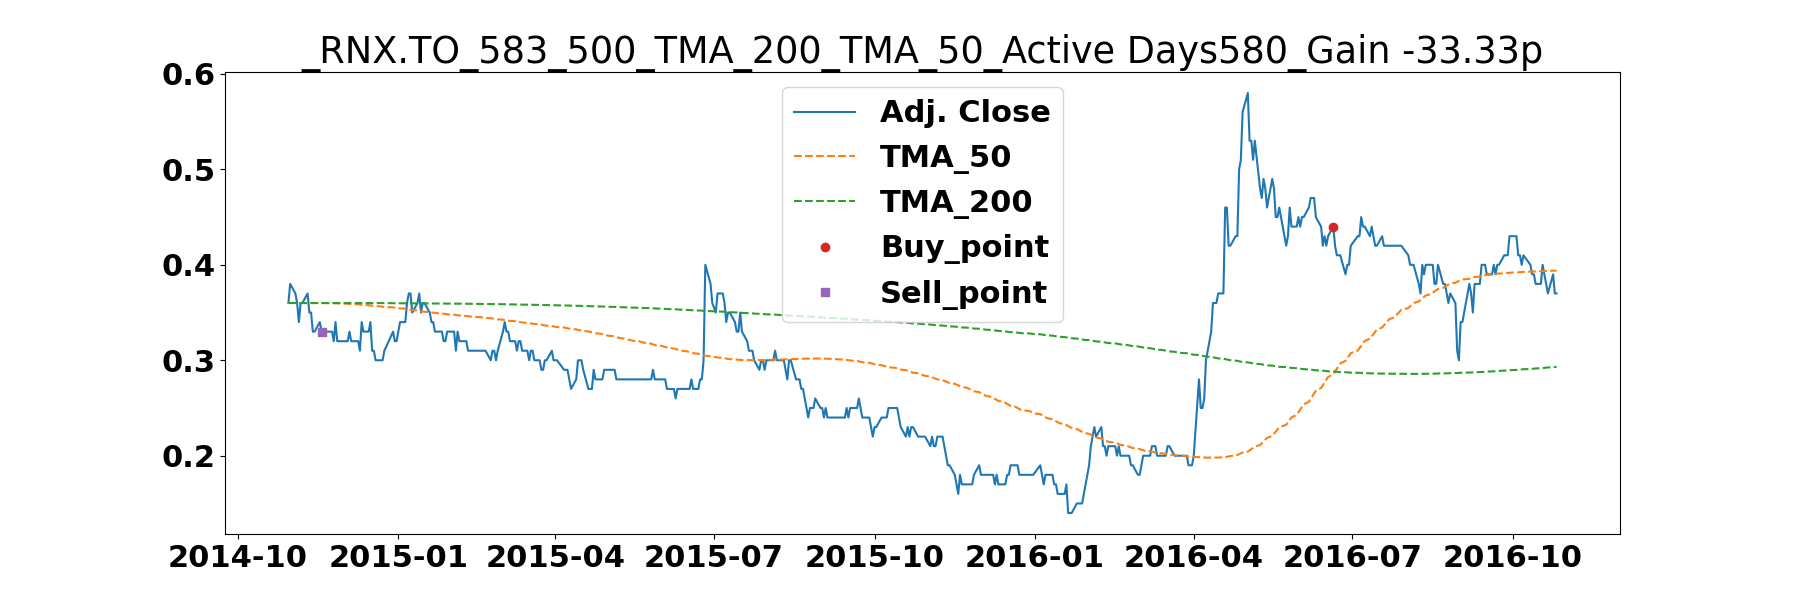 _RNX.TO_583_500_TMA_200_TMA_50_Active Days580_Gain -33.33p
0.6
0.5
0.4
0.3
0.2
Adj. Close
TMA_50
TMA_200
Buy_point
Sell_point
2014-10 2015-01 2015-04 2015-07 2015-10 2016-01 2016-04 2016-07 2016-10